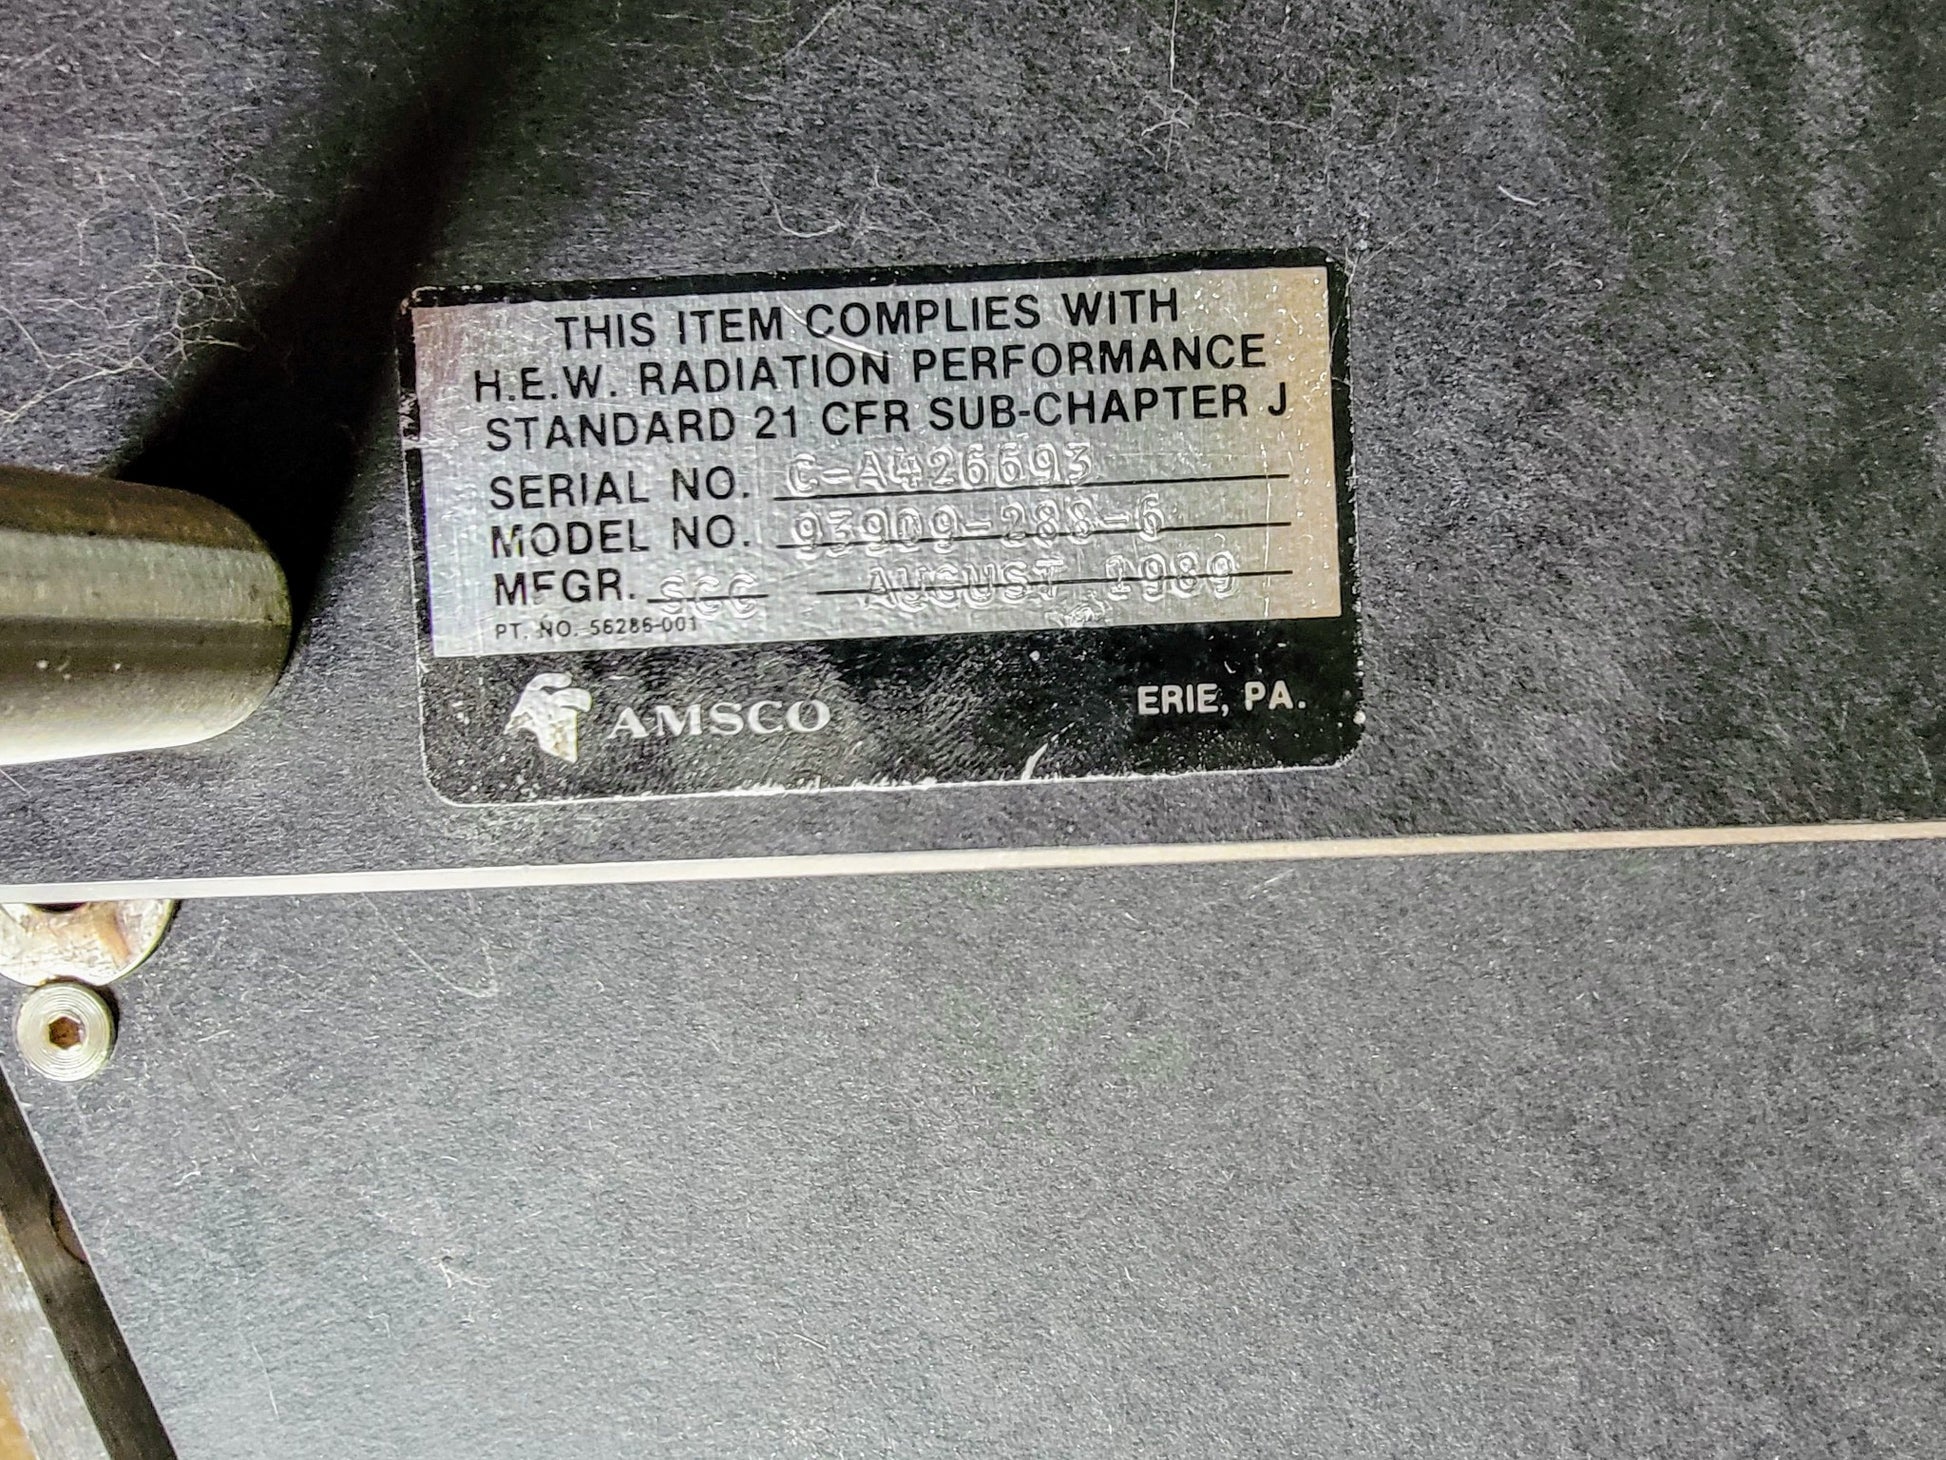 THIS ITEM COMPLIES WITH
H.E.W. RADIATION PERFORMANCE
STANDARD 21 CFR SUB-CHAPTER J
SERIAL NO. C-A426693
MODEL NO. 93909-288-6
MFGR. SCC AUGUST 1989
PT. NO. 56286-001
AMSCO
ERIE, PA.